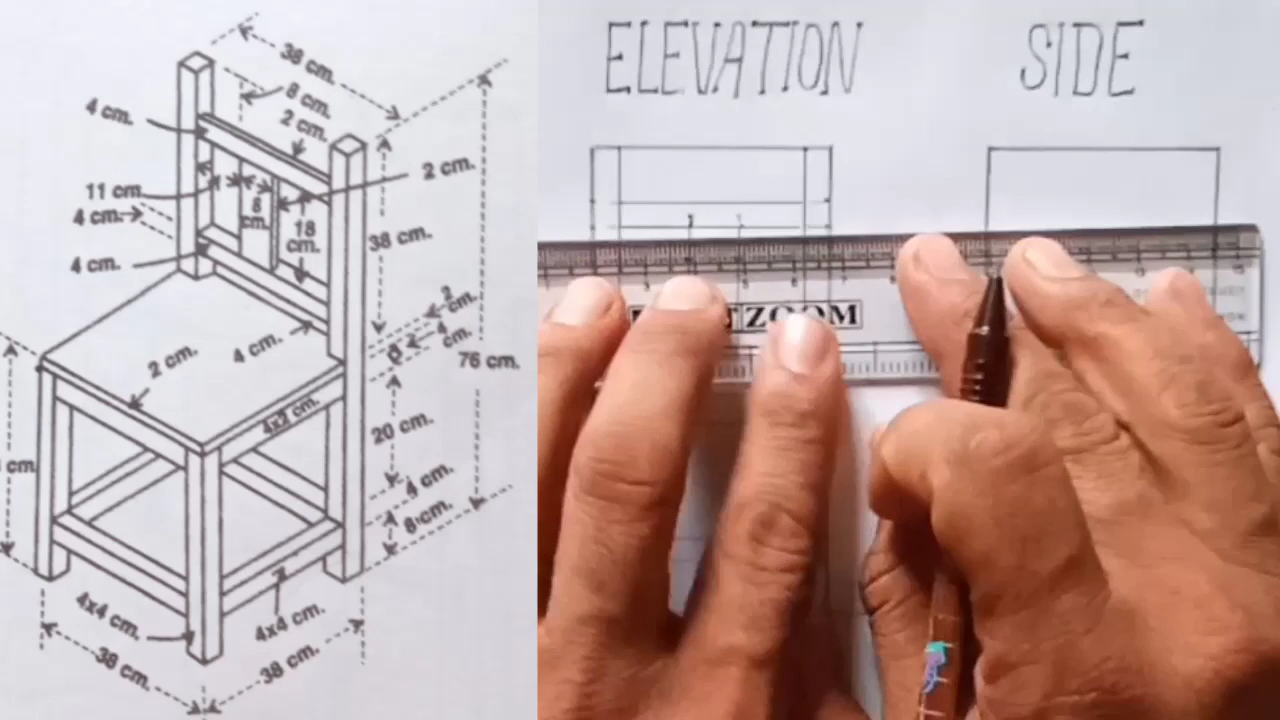 38 cm.
8 cm.
2 cm.
4 cm.
2 cm.
11 cm
4 cm.
8 cm.
18 cm.
4 cm.
38 cm.
2 cm.
4 cm.
76 cm.
2 cm.
4 cm.
4x2 cm.
20 cm.
cm.
4 cm.
8 cm.
4x4 cm.
4x4 cm.
38 cm.
38 cm.
ELEVATION
SIDE
ZOOM